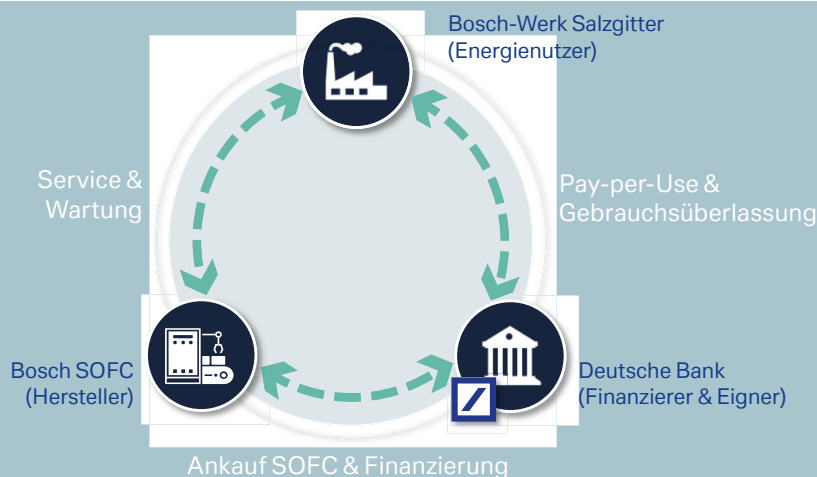 Bosch-Werk Salzgitter
(Energienutzer)
Service &
Wartung
Pay-per-Use &
Gebrauchsüberlassung
Bosch SOFC
(Hersteller)
Deutsche Bank
(Finanzierer & Eigner)
Ankauf SOFC & Finanzierung